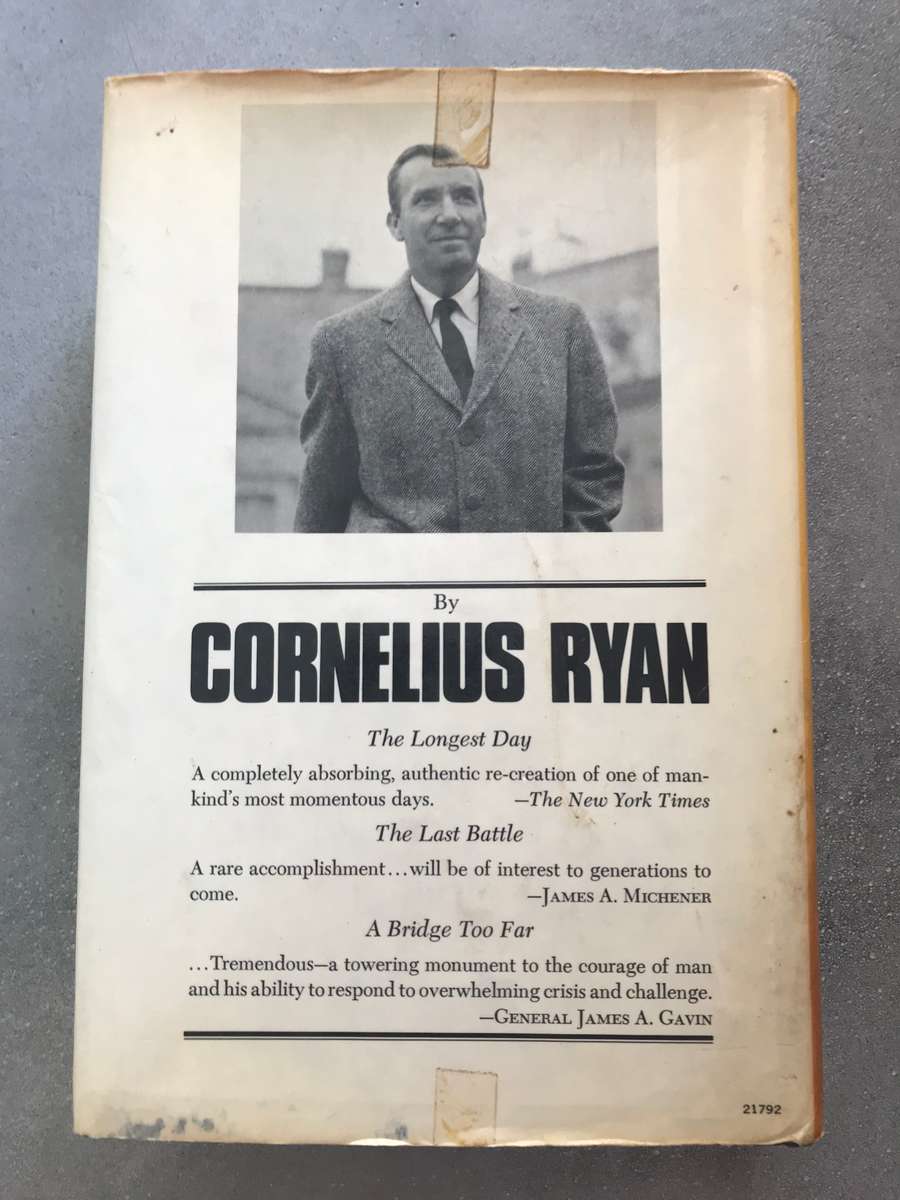 By
CORNELIUS RYAN
The Longest Day
A completely absorbing, authentic re-creation of one of man-
kind's most momentous days. —The New York Times
The Last Battle
A rare accomplishment...will be of interest to generations to
come. —JAMES A. MICHENER
A Bridge Too Far
...Tremendous—a towering monument to the courage of man
and his ability to respond to overwhelming crisis and challenge.
—GENERAL JAMES A. GAVIN
21792